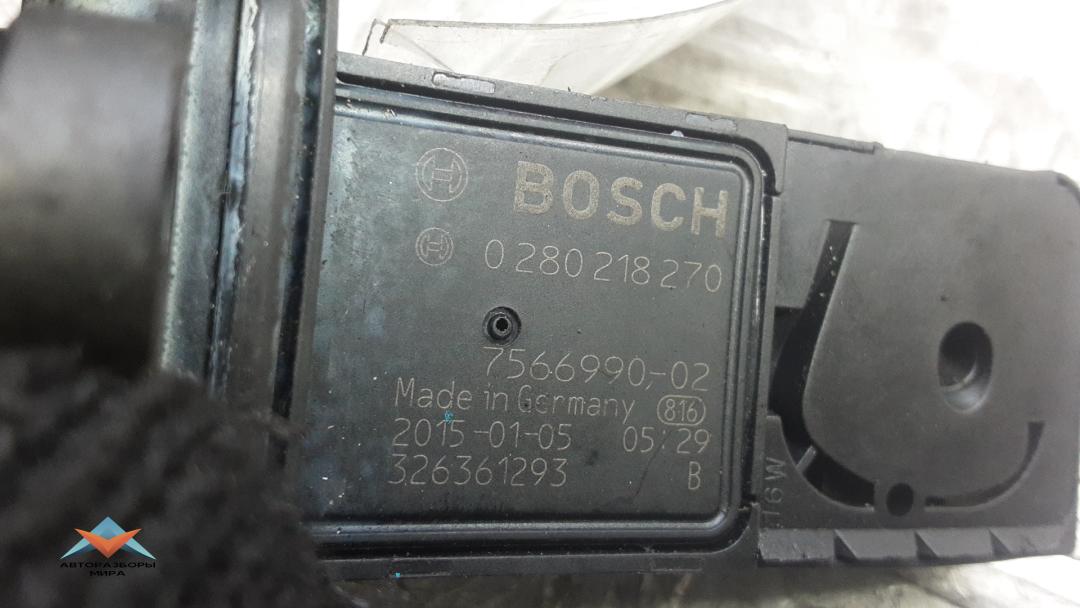 BOSCH
0 280 218 270
7566990-02
Made in Germany 816
2015-01-05 05:29
326361293 B
16W
АВТОРАЗБОРЫ
МИРА